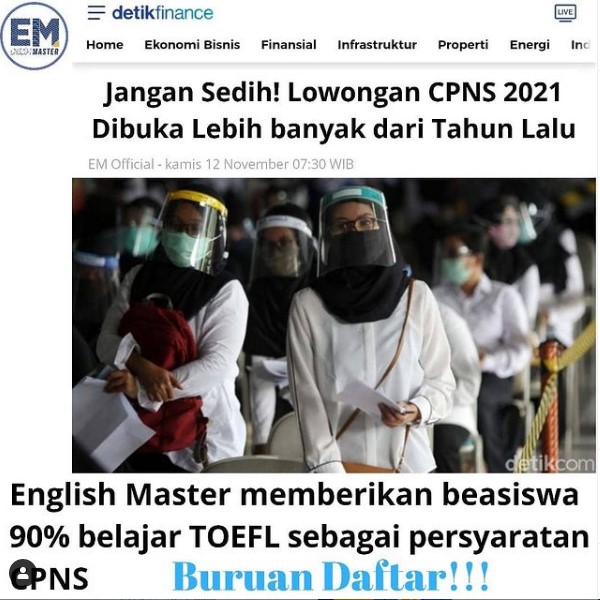 EM
MASTER
detikfinance
LIVE
Home Ekonomi Bisnis Finansial Infrastruktur Properti Energi Ind
Jangan Sedih! Lowongan CPNS 2021
Dibuka Lebih banyak dari Tahun Lalu
EM Official - kamis 12 November 07:30 WIB
detikcom
English Master memberikan beasiswa
90% belajar TOEFL sebagai persyaratan
CPNS Buruan Daftar!!!